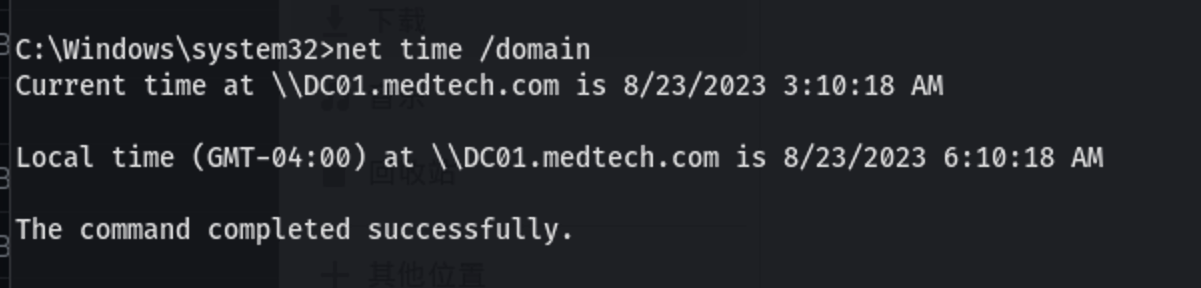 下载
C:\Windows\system32>net time /domain
Current time at \\DC01.medtech.com is 8/23/2023 3:10:18 AM
音乐
Local time (GMT-04:00) at \\DC01.medtech.com is 8/23/2023 6:10:18 AM
回收站
The command completed successfully.
其他位置